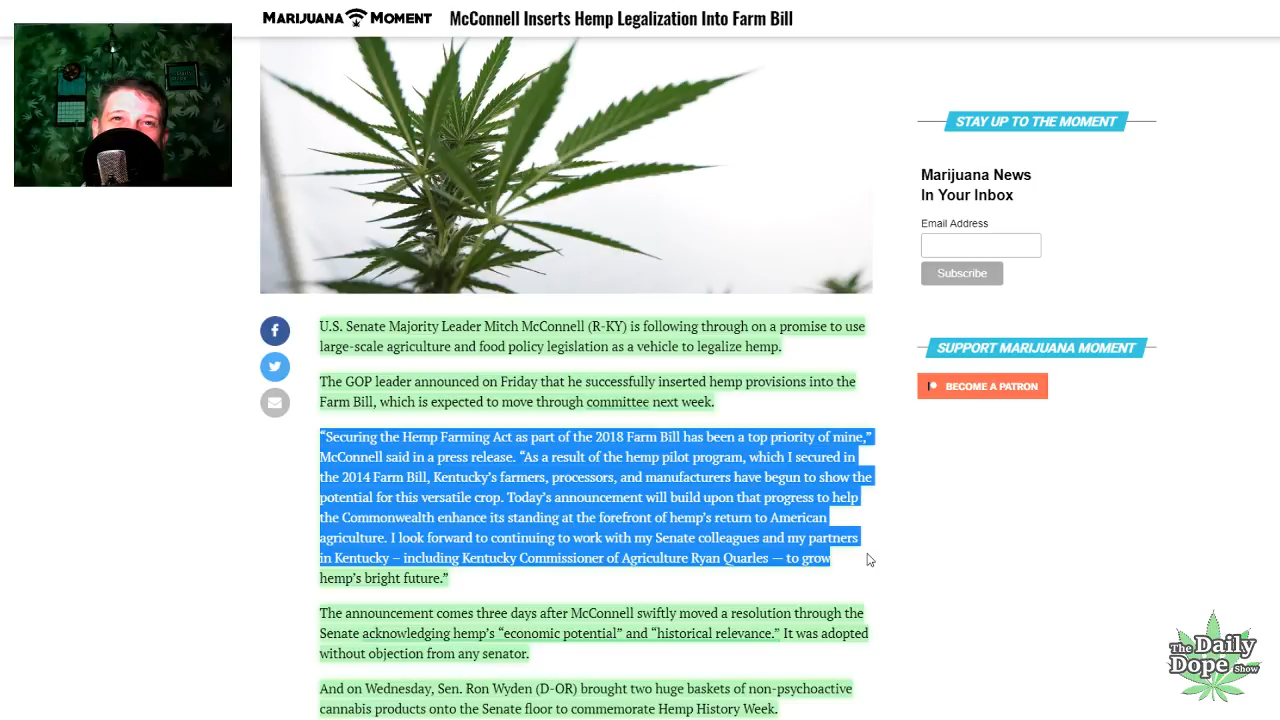 MARIJUANA MOMENT
McConnell Inserts Hemp Legalization Into Farm Bill
U.S. Senate Majority Leader Mitch McConnell (R-KY) is following through on a promise to use
large-scale agriculture and food policy legislation as a vehicle to legalize hemp.
The GOP leader announced on Friday that he successfully inserted hemp provisions into the
Farm Bill, which is expected to move through committee next week.
“Securing the Hemp Farming Act as part of the 2018 Farm Bill has been a top priority of mine,”
McConnell said in a press release. “As a result of the hemp pilot program, which I secured in
the 2014 Farm Bill, Kentucky’s farmers, processors, and manufacturers have begun to show the
potential for this versatile crop. Today’s announcement will build upon that progress to help
the Commonwealth enhance its standing at the forefront of hemp’s return to American
agriculture. I look forward to continuing to work with my Senate colleagues and my partners
in Kentucky – including Kentucky Commissioner of Agriculture Ryan Quarles — to grow
hemp’s bright future.”
The announcement comes three days after McConnell swiftly moved a resolution through the
Senate acknowledging hemp’s “economic potential” and “historical relevance.” It was adopted
without objection from any senator.
And on Wednesday, Sen. Ron Wyden (D-OR) brought two huge baskets of non-psychoactive
cannabis products onto the Senate floor to commemorate Hemp History Week.
STAY UP TO THE MOMENT
Marijuana News
In Your Inbox
Email Address
Subscribe
SUPPORT MARIJUANA MOMENT
BECOME A PATRON
The Daily
Dope Show